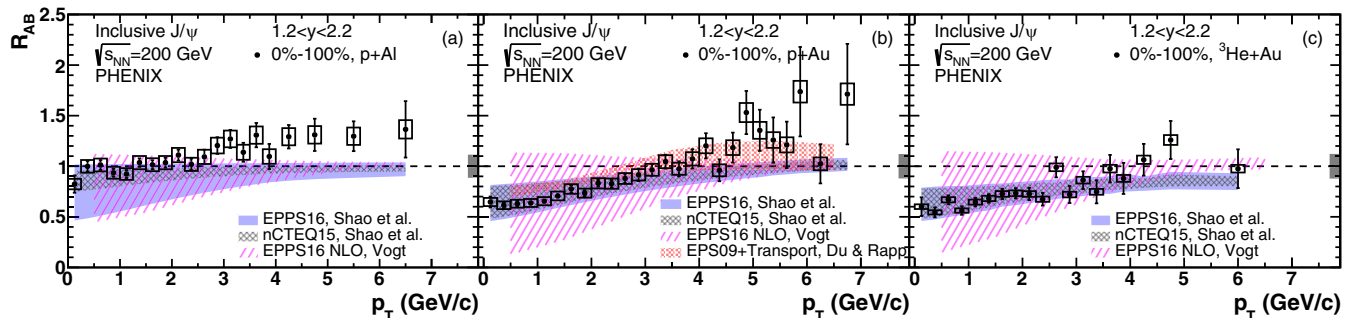 R_AB
2.5
2
1.5
1
0.5
0
Inclusive J/ψ 1.2<y<2.2 (a)
√s_NN=200 GeV • 0%-100%, p+Al
PHENIX
EPPS16, Shao et al.
nCTEQ15, Shao et al.
EPPS16 NLO, Vogt
0 1 2 3 4 5 6 7
p_T (GeV/c)
Inclusive J/ψ 1.2<y<2.2 (b)
√s_NN=200 GeV • 0%-100%, p+Au
PHENIX
EPPS16, Shao et al.
nCTEQ15, Shao et al.
EPPS16 NLO, Vogt
EPS09+Transport, Du & Rapp
0 1 2 3 4 5 6 7
p_T (GeV/c)
Inclusive J/ψ 1.2<y<2.2 (c)
√s_NN=200 GeV • 0%-100%, ³He+Au
PHENIX
EPPS16, Shao et al.
nCTEQ15, Shao et al.
EPPS16 NLO, Vogt
0 1 2 3 4 5 6 7
p_T (GeV/c)